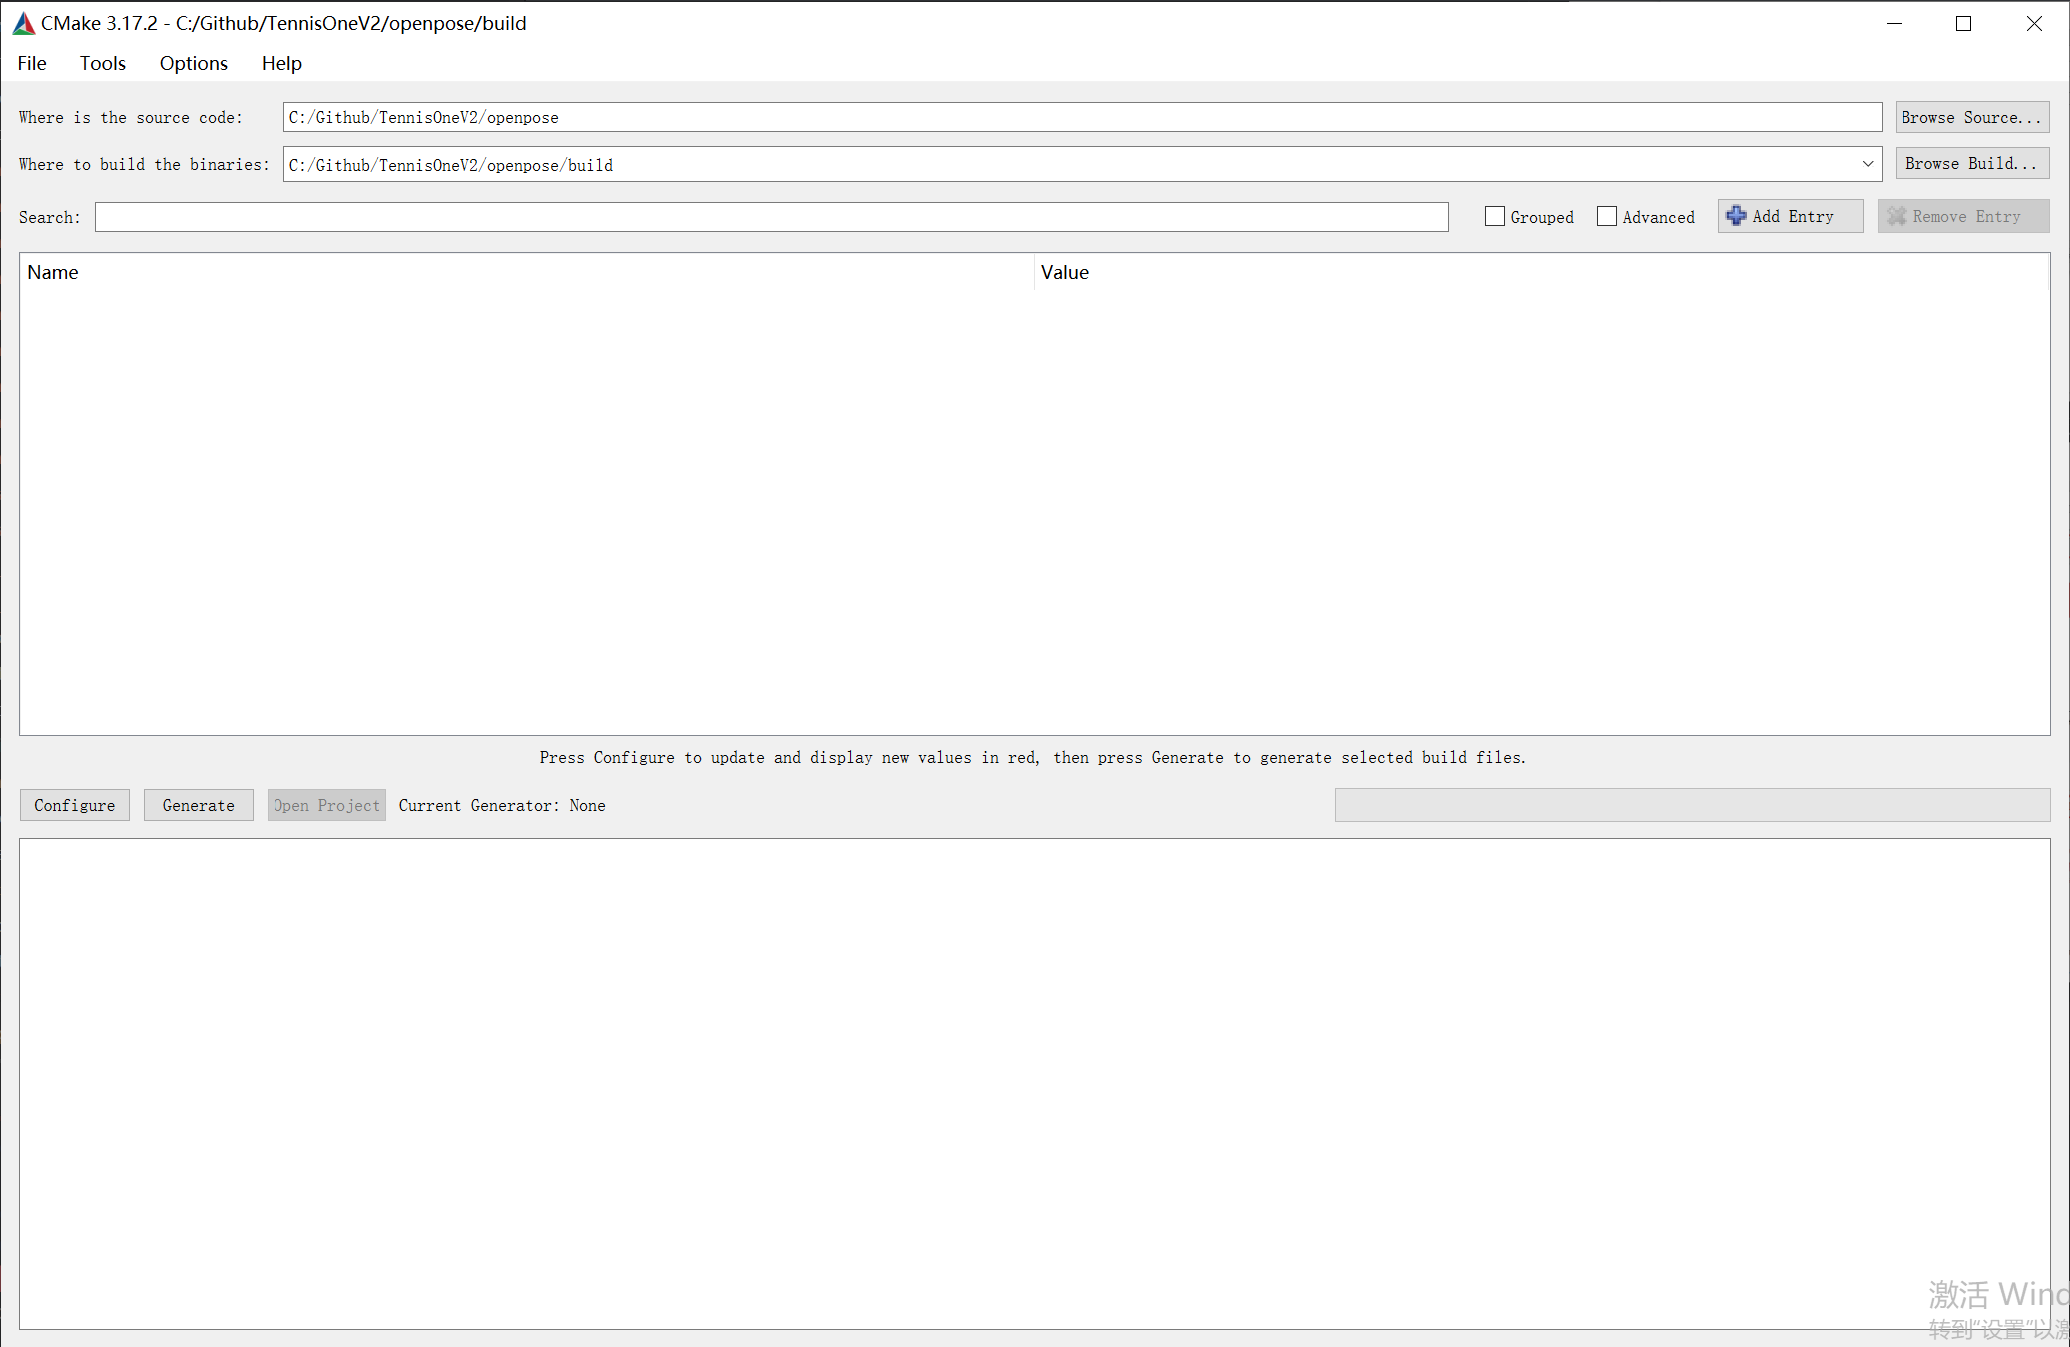 CMake 3.17.2 - C:/Github/TennisOneV2/openpose/build
File Tools Options Help
Where is the source code: C:/Github/TennisOneV2/openpose Browse Source...
Where to build the binaries: C:/Github/TennisOneV2/openpose/build Browse Build...
Search: Grouped Advanced Add Entry Remove Entry
Name Value
Press Configure to update and display new values in red, then press Generate to generate selected build files.
Configure Generate Open Project Current Generator: None
激活 Wind
转到“设置”以激